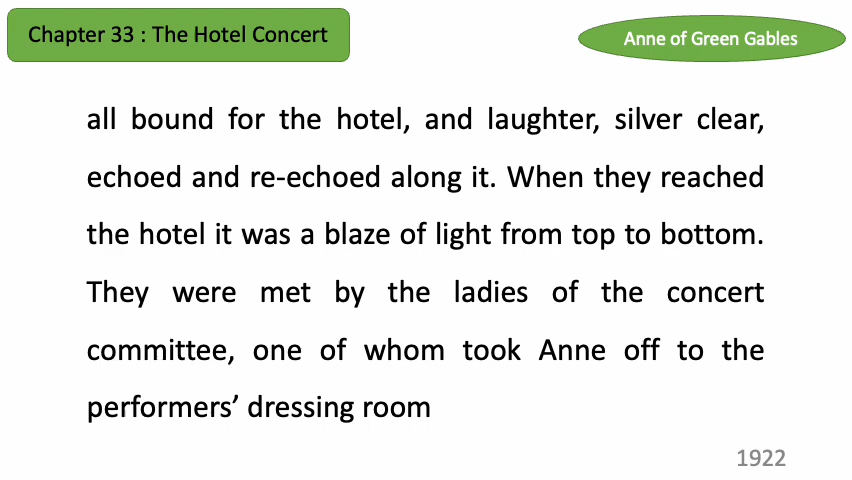 Chapter 33 : The Hotel Concert
Anne of Green Gables
all bound for the hotel, and laughter, silver clear,
echoed and re-echoed along it. When they reached
the hotel it was a blaze of light from top to bottom.
They were met by the ladies of the concert
committee, one of whom took Anne off to the
performers’ dressing room
1922